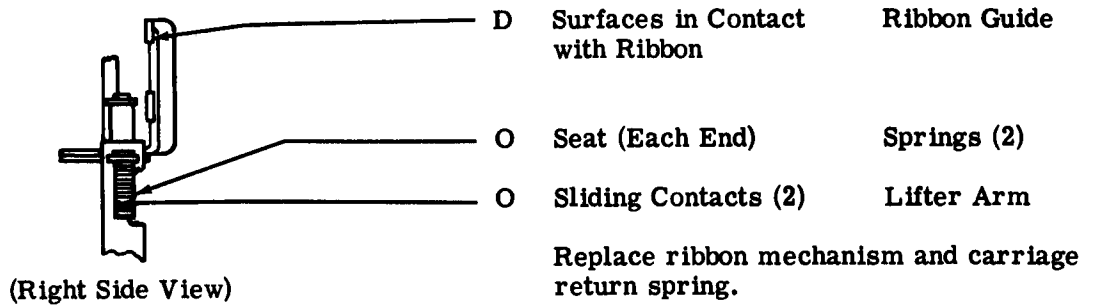 D Surfaces in Contact Ribbon Guide
with Ribbon
O Seat (Each End) Springs (2)
O Sliding Contacts (2) Lifter Arm
Replace ribbon mechanism and carriage
return spring.
(Right Side View)